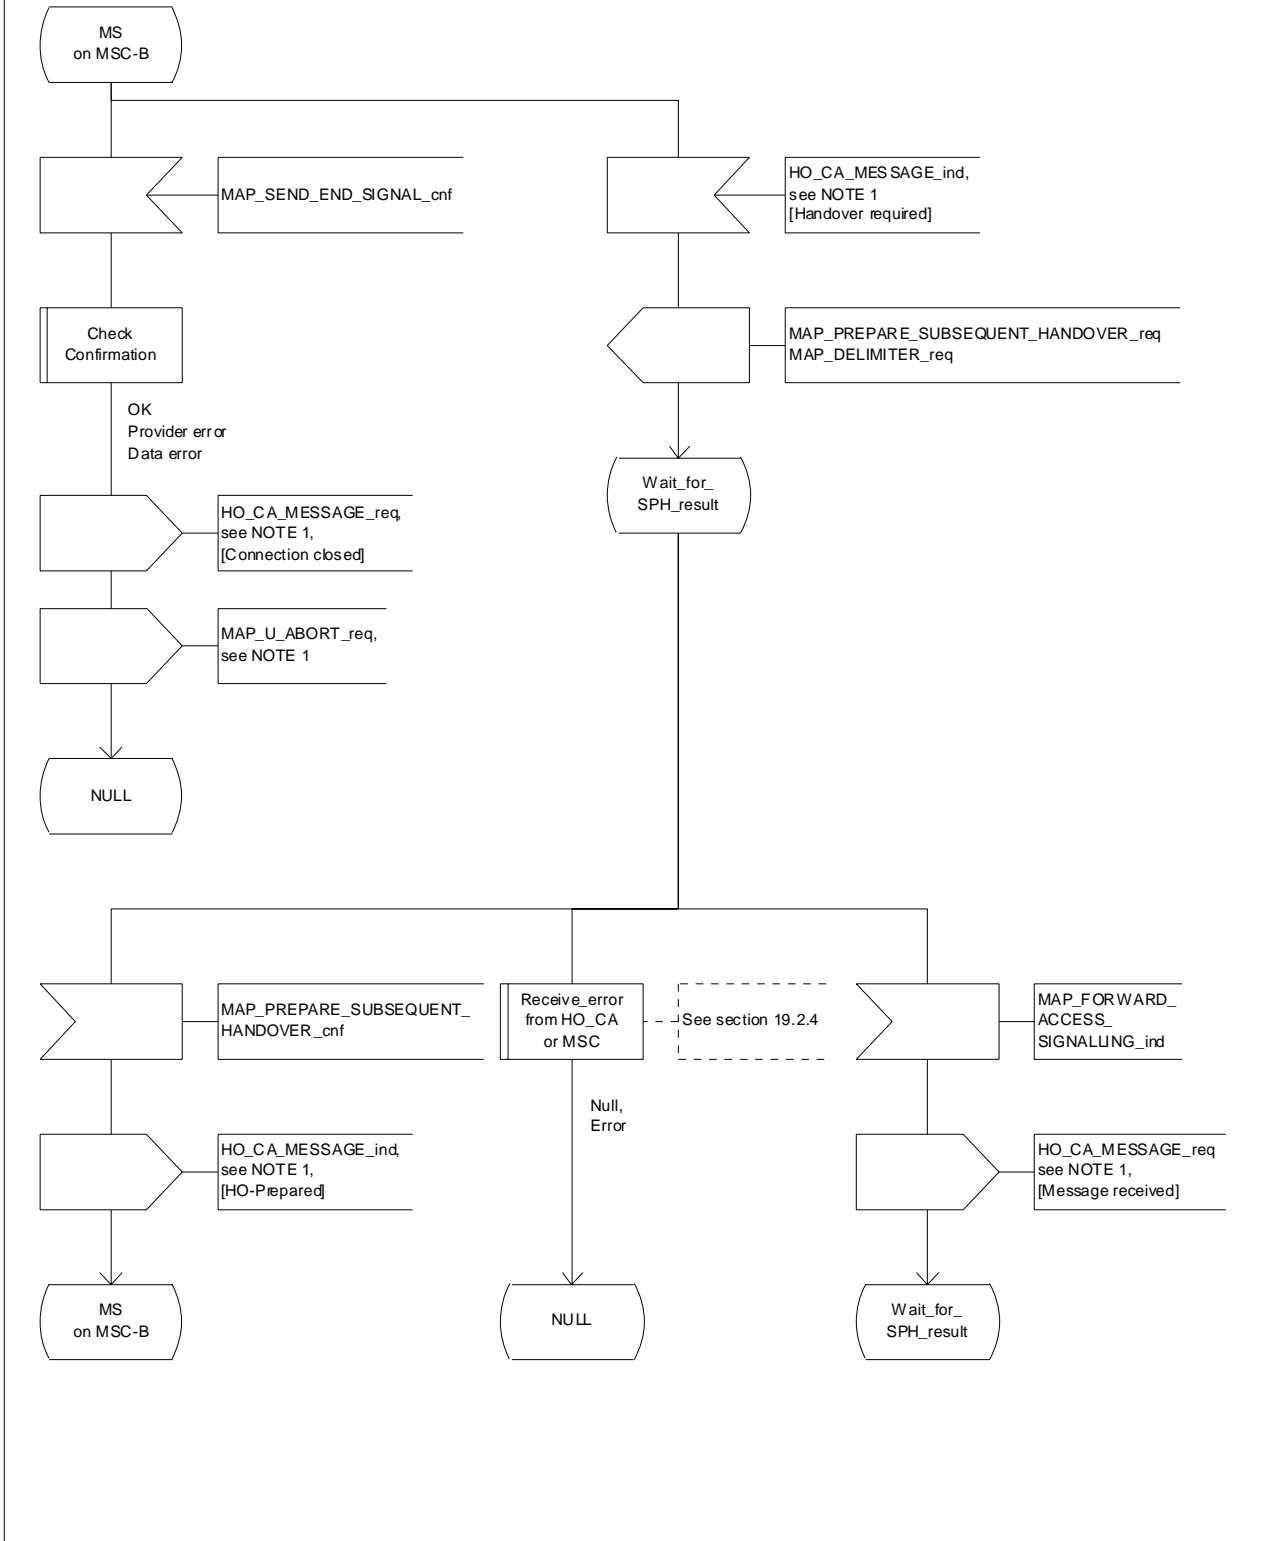 MS
on MSC-B
MAP_SEND_END_SIGNAL_cnf
HO_CA_MESSAGE_ind,
see NOTE 1
[Handover required]
Check
Confirmation
MAP_PREPARE_SUBSEQUENT_HANDOVER_req
MAP_DELIMITER_req
OK
Provider error
Data error
Wait_for_
SPH_result
HO_CA_MESSAGE_req,
see NOTE 1,
[Connection closed]
MAP_U_ABORT_req,
see NOTE 1
NULL
MAP_PREPARE_SUBSEQUENT_
HANDOVER_cnf
Receive_error
from HO_CA
or MSC
See section 19.2.4
MAP_FORWARD_
ACCESS_
SIGNALLING_ind
Null,
Error
HO_CA_MESSAGE_ind,
see NOTE 1,
[HO-Prepared]
HO_CA_MESSAGE_req
see NOTE 1,
[Message received]
MS
on MSC-B
NULL
Wait_for_
SPH_result